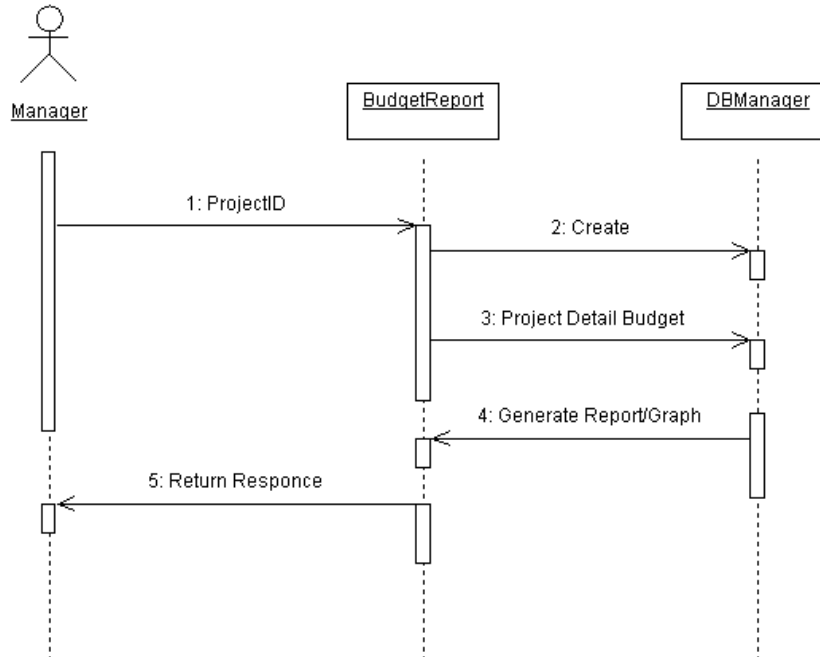 Manager
BudgetReport
DBManager
1: ProjectID
2: Create
3: Project Detail Budget
4: Generate Report/Graph
5: Return Responce